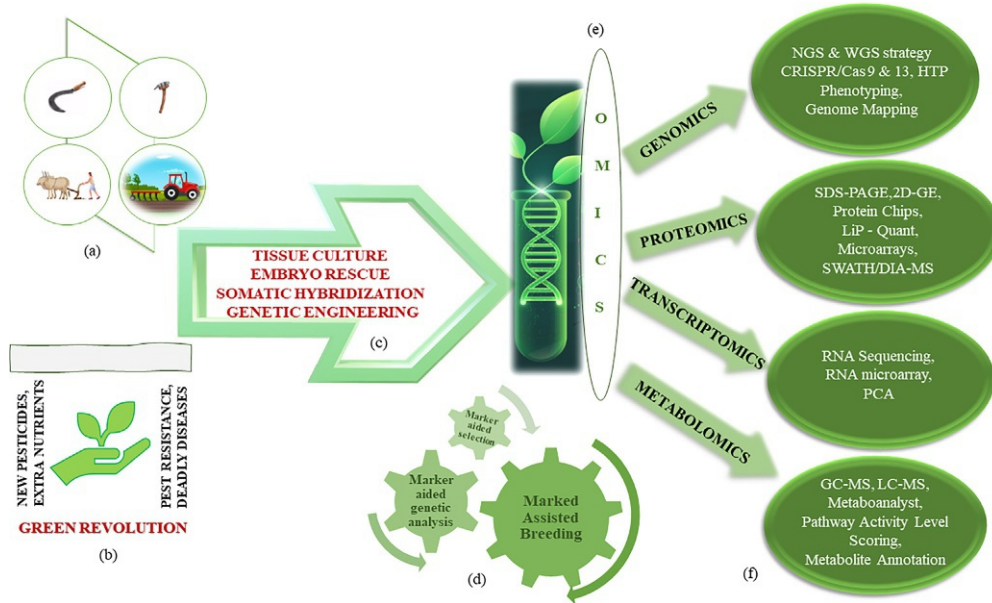 (a)
NEW PESTICIDES,
EXTRA NUTRIENTS
PEST RESISTANCE,
DEADLY DISEASES
GREEN REVOLUTION
(b)
TISSUE CULTURE
EMBRYO RESCUE
SOMATIC HYBRIDIZATION
GENETIC ENGINEERING
(c)
Marker
aided
selection
Marker
aided
genetic
analysis
Marked
Assisted
Breeding
(d)
(e)
O
M
I
C
S
GENOMICS
PROTEOMICS
TRANSCRIPTOMICS
METABOLOMICS
NGS & WGS strategy
CRISPR/Cas9 & 13, HTP
Phenotyping,
Genome Mapping
SDS-PAGE,2D-GE,
Protein Chips,
LiP - Quant,
Microarrays,
SWATH/DIA-MS
RNA Sequencing,
RNA microarray,
PCA
GC-MS, LC-MS,
Metaboanalyst,
Pathway Activity Level
Scoring,
Metabolite Annotation
(f)